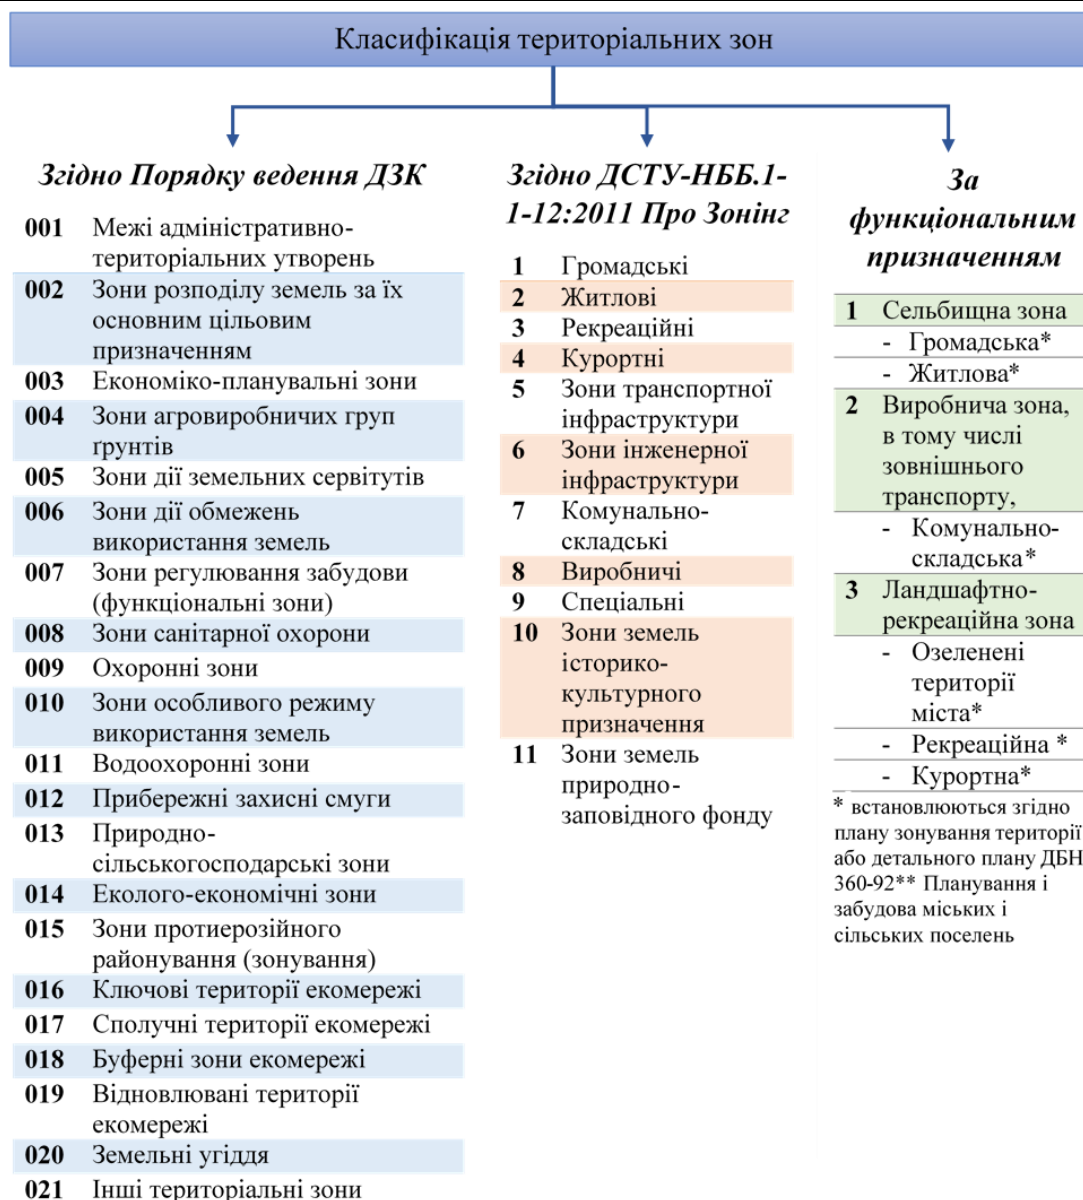 Класифікація територіальних зон
Згідно Порядку ведення ДЗК
001 Межі адміністративно-
територіальних утворень
002 Зони розподілу земель за їх
основним цільовим
призначенням
003 Економіко-планувальні зони
004 Зони агровиробничих груп
ґрунтів
005 Зони дії земельних сервітутів
006 Зони дії обмежень
використання земель
007 Зони регулювання забудови
(функціональні зони)
008 Зони санітарної охорони
009 Охоронні зони
010 Зони особливого режиму
використання земель
011 Водоохоронні зони
012 Прибережні захисні смуги
013 Природно-
сільськогосподарські зони
014 Еколого-економічні зони
015 Зони протиерозійного
районування (зонування)
016 Ключові території екомережі
017 Сполучні території екомережі
018 Буферні зони екомережі
019 Відновлювані території
екомережі
020 Земельні угіддя
021 Інші територіальні зони
Згідно ДСТУ-НББ.1-
1-12:2011 Про Зонінг
1 Громадські
2 Житлові
3 Рекреаційні
4 Курортні
5 Зони транспортної
інфраструктури
6 Зони інженерної
інфраструктури
7 Комунально-
складські
8 Виробничі
9 Спеціальні
10 Зони земель
історико-
культурного
призначення
11 Зони земель
природно-
заповідного фонду
За
функціональним
призначенням
1 Сельбищна зона
- Громадська*
- Житлова*
2 Виробнича зона,
в тому числі
зовнішнього
транспорту,
- Комунально-
складська*
3 Ландшафтно-
рекреаційна зона
- Озеленені
території
міста*
- Рекреаційна *
- Курортна*
* встановлюються згідно
плану зонування території
або детального плану ДБН
360-92** Планування і
забудова міських і
сільських поселень